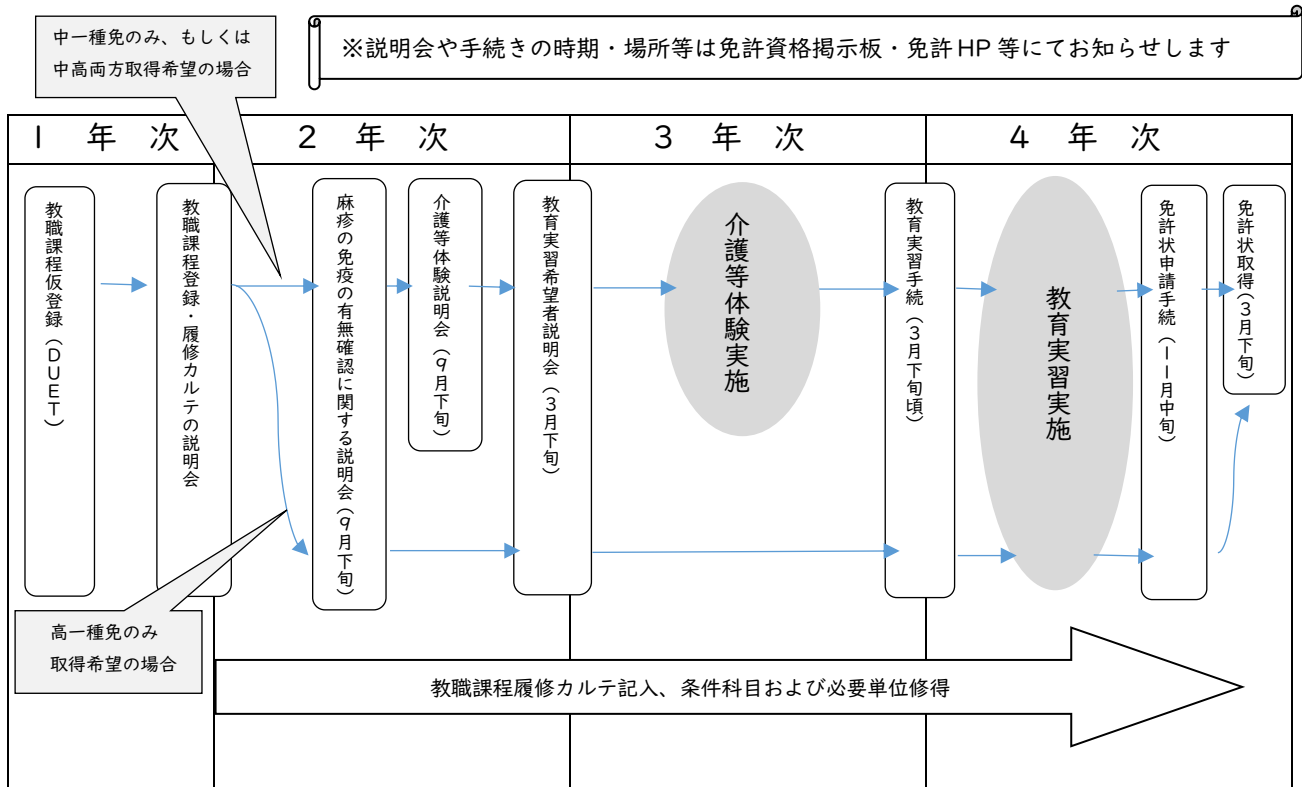 中一種免のみ、もしくは
中高両方取得希望の場合
※説明会や手続きの時期・場所等は免許資格掲示板・免許HP等にてお知らせします
1年次
2年次
3年次
4年次
教職課程仮登録（DUET）
教職課程登録・履修カルテの説明会
麻疹の免疫の有無確認に関する説明会（9月下旬）
介護等体験説明会（9月下旬）
教育実習希望者説明会（3月下旬）
介護等体験実施
教育実習手続（3月下旬頃）
教育実習実施
免許状申請手続（11月中旬）
免許状取得（3月下旬）
高一種免のみ
取得希望の場合
教職課程履修カルテ記入、条件科目および必要単位修得